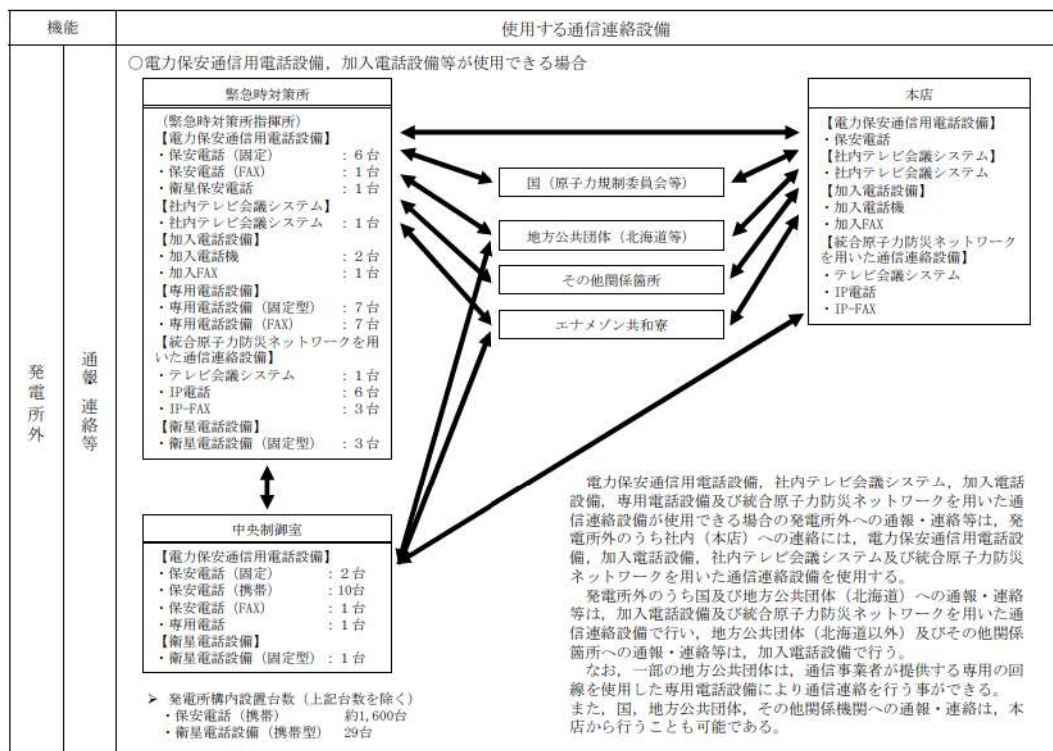 機能
使用する通信連絡設備
発電所外
通報・連絡等
○電力保安通信用電話設備，加入電話設備等が使用できる場合
緊急時対策所
(緊急時対策所指揮所)
【電力保安通信用電話設備】
・保安電話（固定） ：6台
・保安電話（FAX） ：1台
・衛星保安電話 ：1台
【社内テレビ会議システム】
・社内テレビ会議システム ：1台
【加入電話設備】
・加入電話機 ：2台
・加入FAX ：1台
【専用電話設備】
・専用電話設備（固定型）：7台
・専用電話設備（FAX） ：7台
【統合原子力防災ネットワークを用
いた通信連絡設備】
・テレビ会議システム ：1台
・IP電話 ：6台
・IP-FAX ：3台
【衛星電話設備】
・衛星電話設備（固定型）：3台
国（原子力規制委員会等）
地方公共団体（北海道等）
その他関係箇所
エナメゾン共和寮
本店
【電力保安通信用電話設備】
・保安電話
【社内テレビ会議システム】
・社内テレビ会議システム
【加入電話設備】
・加入電話機
・加入FAX
【統合原子力防災ネットワーク
を用いた通信連絡設備】
・テレビ会議システム
・IP電話
・IP-FAX
中央制御室
【電力保安通信用電話設備】
・保安電話（固定） ：2台
・保安電話（携帯） ：10台
・保安電話（FAX） ：1台
・専用電話 ：1台
【衛星電話設備】
・衛星電話設備（固定型）：1台
➢ 発電所構内設置台数（上記台数を除く）
・保安電話（携帯） 約1,600台
・衛星電話設備（携帯型） 29台
電力保安通信用電話設備，社内テレビ会議システム，加入電話
設備，専用電話設備及び統合原子力防災ネットワークを用いた通
信連絡設備が使用できる場合の発電所外への通報・連絡等は，発
電所外のうち社内（本店）への連絡には，電力保安通信用電話設
備，加入電話設備，社内テレビ会議システム及び統合原子力防災
ネットワークを用いた通信連絡設備を使用する。
発電所外のうち国及び地方公共団体（北海道）への通報・連絡
等は，加入電話設備及び統合原子力防災ネットワークを用いた通
信連絡設備で行い，地方公共団体（北海道以外）及びその他関係
箇所への通報・連絡等は，加入電話設備で行う。
なお，一部の地方公共団体は，通信事業者が提供する専用の回
線を使用した専用電話設備により通信連絡を行う事ができる。
また，国，地方公共団体，その他関係機関への通報・連絡は，本
店から行うことも可能である。